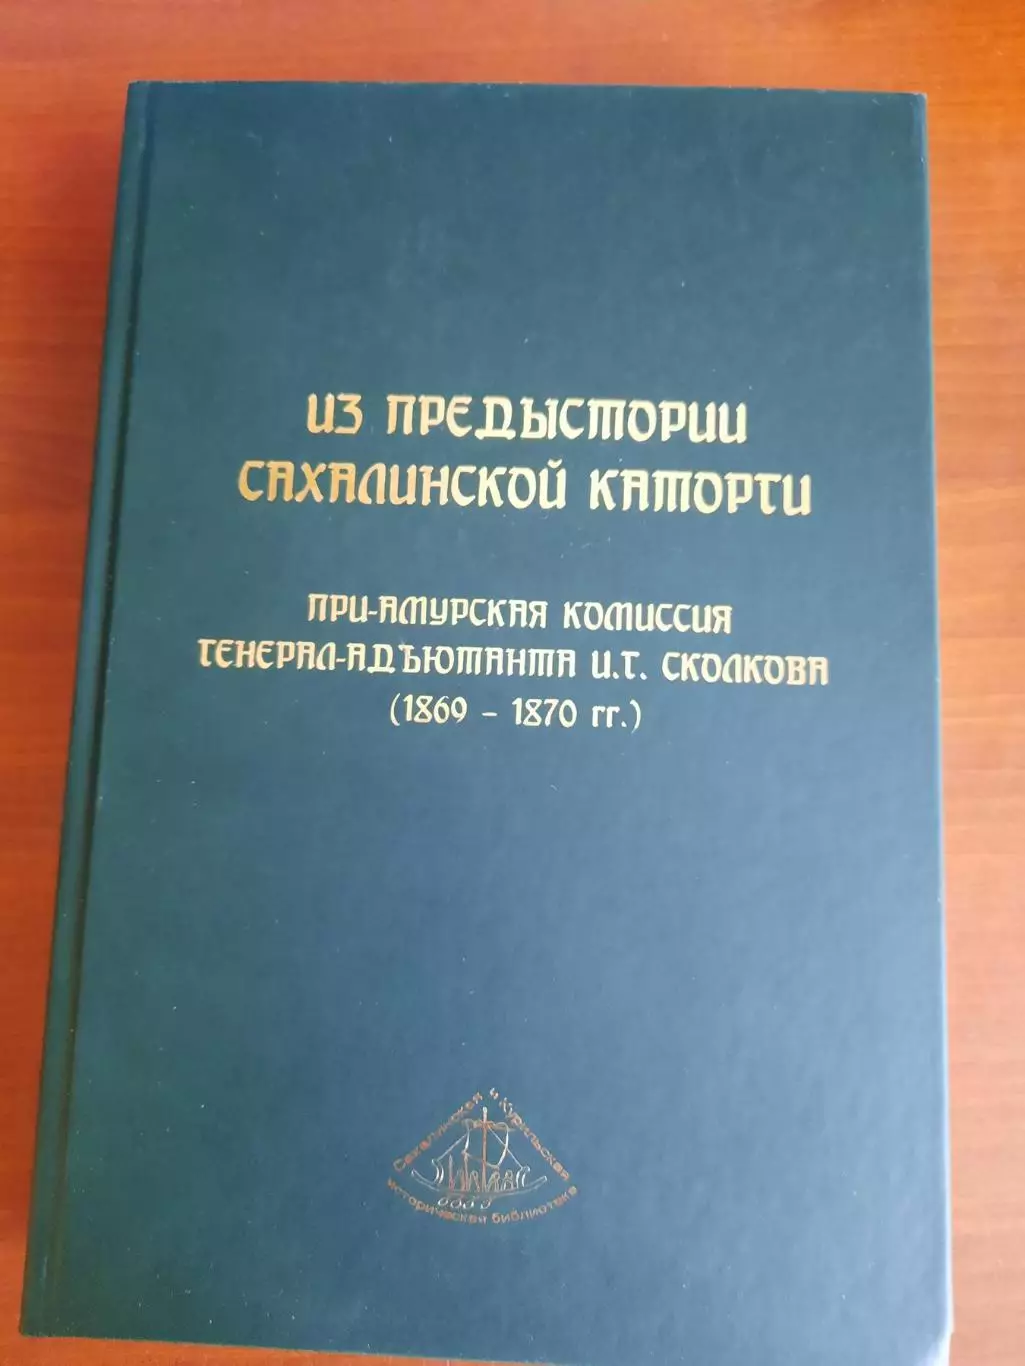 ИЗ ПРЕДЫСТОРИИ
САХАЛИНСКОЙ КАТОРГИ
ПРИ-АМУРСКАЯ КОМИССИЯ
ГЕНЕРАЛ-АДЪЮТАНТА И.Г. СКОЛКОВА
(1869 - 1870 гг.)
Сахалинская и Курильская
историческая библиотека